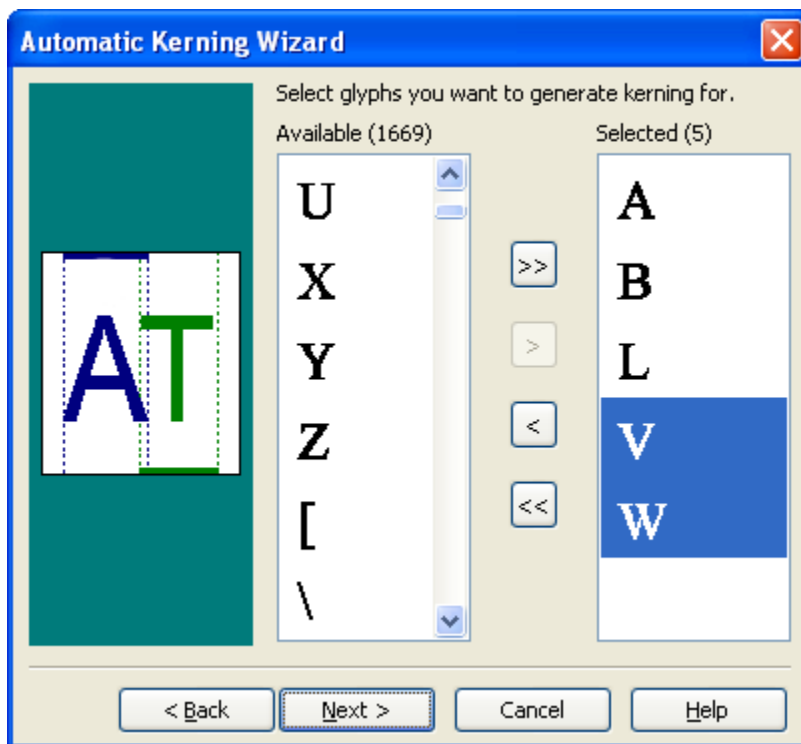 Automatic Kerning Wizard
Select glyphs you want to generate kerning for.
Available (1669)
Selected (5)
AT
U
X
Y
Z
[
\
>>
>
<
<<
A
B
L
V
W
< Back
Next >
Cancel
Help